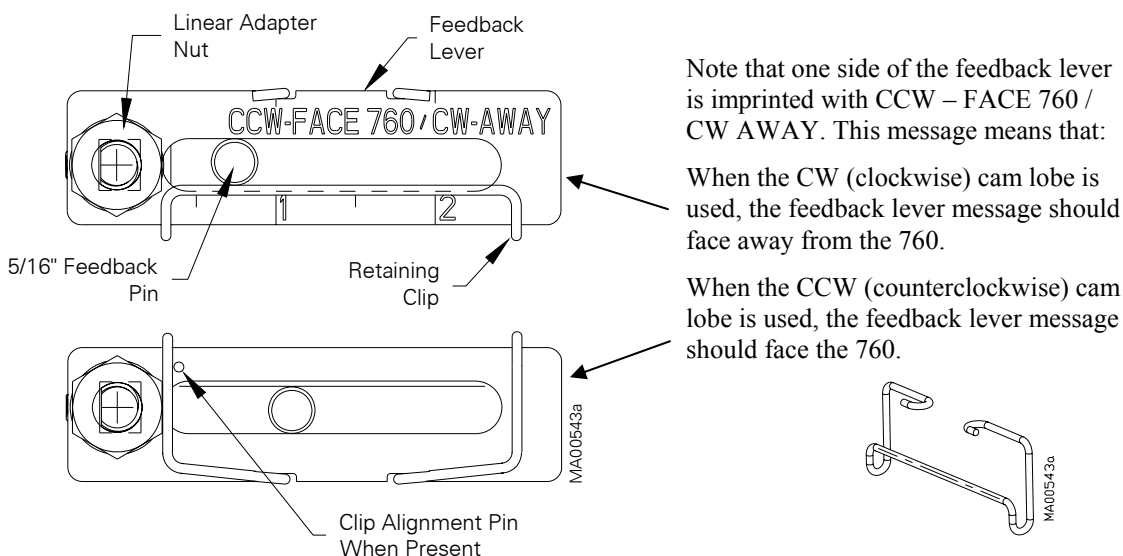 Linear Adapter
Nut
Feedback
Lever
CCW-FACE 760/CW-AWAY
1
2
5/16" Feedback
Pin
Retaining
Clip
MA00543a
Clip Alignment Pin
When Present
Note that one side of the feedback lever
is imprinted with CCW – FACE 760 /
CW AWAY. This message means that:
When the CW (clockwise) cam lobe is
used, the feedback lever message should
face away from the 760.
When the CCW (counterclockwise) cam
lobe is used, the feedback lever message
should face the 760.
MA00543a